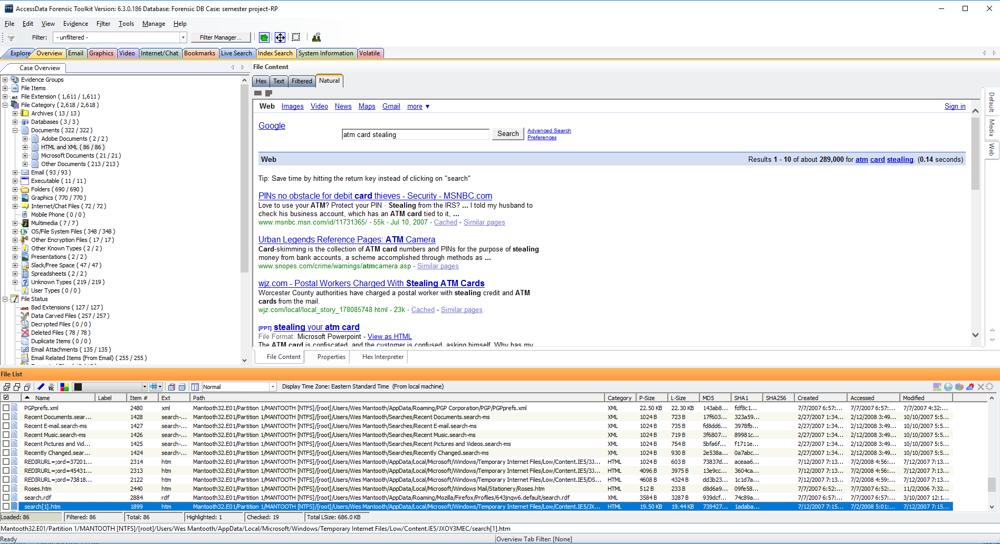 AccessData Forensic Toolkit Version: 6.3.0.186 Database: Forensic DB Case: semester project-RP
File Edit View Evidence Filter Tools Manage Help
Filter: - unfiltered - Filter Manager...
Explore Overview Email Graphics Video Internet/Chat Bookmarks Live Search Index Search System Information Volatile
Case Overview
Evidence Groups
File Items
File Extension ( 1,611 / 1,611 )
File Category ( 2,618 / 2,618 )
Archives ( 13 / 13 )
Databases ( 3 / 3 )
Documents ( 322 / 322 )
Adobe Documents ( 2 / 2 )
HTML and XML ( 86 / 86 )
Microsoft Documents ( 21 / 21 )
Other Documents ( 213 / 213 )
Email ( 93 / 93 )
Executable ( 11 / 11 )
Folders ( 690 / 690 )
Graphics ( 770 / 770 )
Internet/Chat Files ( 72 / 72 )
Mobile Phone ( 0 / 0 )
Multimedia ( 7 / 7 )
OS/File System Files ( 348 / 348 )
Other Encryption Files ( 17 / 17 )
Other Known Types ( 2 / 2 )
Presentations ( 2 / 2 )
Slack/Free Space ( 47 / 47 )
Spreadsheets ( 2 / 2 )
Unknown Types ( 219 / 219 )
User Types ( 0 / 0 )
File Status
Bad Extensions ( 127 / 127 )
Data Carved Files ( 257 / 257 )
Decrypted Files ( 0 / 0 )
Deleted Files ( 78 / 78 )
Duplicate Items ( 0 / 0 )
Email Attachments ( 135 / 135 )
Email Related Items (From Email) ( 255 / 255 )
File Content
Hex Text Filtered Natural
Web Images Video News Maps Gmail more ▼ Sign in
Google
atm card stealing Search Advanced Search
Preferences
Web Results 1 - 10 of about 289,000 for atm card stealing. (0.14 seconds)
Tip: Save time by hitting the return key instead of clicking on "search"
PINs no obstacle for debit card thieves - Security - MSNBC.com
Love to use your ATM? Protect your PIN · Stealing from the IRS? ... I told my husband to
check his business account, which has an ATM card tied to it, ...
www.msnbc.msn.com/id/11731365/ - 55k - Jul 10, 2007 - Cached - Similar pages
Urban Legends Reference Pages: ATM Camera
Card-skimming is the collection of ATM card numbers and PINs for the purpose of stealing
money from bank accounts, a scheme accomplished through methods as ...
www.snopes.com/crime/warnings/atmcamera.asp - Similar pages
wjz.com - Postal Workers Charged With Stealing ATM Cards
Worcester County authorities have charged a postal worker with stealing credit and ATM
cards from the mail.
wjz.com/local/local_story_178085748.html - 23k - Cached - Similar pages
[PPT] stealing your atm card
File Format: Microsoft Powerpoint - View as HTML
The ATM card is confiscated, and the customer is confused, asking himself, Why has my
File Content Properties Hex Interpreter
Default
Media
Web
File List
Normal Display Time Zone: Eastern Standard Time (From local machine)
Name Label Item # Ext Path Category P-Size L-Size MD5 SHA1 SHA256 Created Accessed Modified
PGPprefs.xml 2480 xml Mantooth32.E01/Partition 1/MANTOOTH [NTFS]/[root]/Users/Wes Mantooth/AppData/Roaming/PGP Corporation/PGP/PGPprefs.xml XML 22.50 KB 22.30 KB 143ab8... fdf8c1... 7/7/2007 6:57:... 7/7/2007 6:57:... 7/7/2007 4:32:...
Recent Documents.sear... 1428 search-... Mantooth32.E01/Partition 1/MANTOOTH [NTFS]/[root]/Users/Wes Mantooth/Searches/Recent Documents.search-ms XML 1024 B 723 B 17f603... 323a59... 2/27/2007 1:34... 2/12/2008 3:49... 10/10/2007 5:5...
Recent E-mail.search-ms 1427 search-... Mantooth32.E01/Partition 1/MANTOOTH [NTFS]/[root]/Users/Wes Mantooth/Searches/Recent E-mail.search-ms XML 1024 B 735 B fd8dd6... 3978fb... 2/27/2007 1:34... 2/12/2008 3:49... 10/10/2007 5:5...
Recent Music.search-ms 1426 search-... Mantooth32.E01/Partition 1/MANTOOTH [NTFS]/[root]/Users/Wes Mantooth/Searches/Recent Music.search-ms XML 1024 B 719 B 3f6807... 89981c... 2/27/2007 1:34... 2/12/2008 3:49... 10/10/2007 5:5...
Recent Pictures and Vid... 1425 search-... Mantooth32.E01/Partition 1/MANTOOTH [NTFS]/[root]/Users/Wes Mantooth/Searches/Recent Pictures and Videos.search-ms XML 1024 B 754 B 5bfa6f... f1711e... 2/27/2007 1:34... 2/12/2008 3:49... 10/10/2007 5:5...
Recently Changed.sear... 1424 search-... Mantooth32.E01/Partition 1/MANTOOTH [NTFS]/[root]/Users/Wes Mantooth/Searches/Recently Changed.search-ms XML 1024 B 930 B 2e538a... 0a7abc... 2/27/2007 1:34... 2/12/2008 3:49... 10/10/2007 5:5...
REDIRURL=;ord=37201... 2314 htm Mantooth32.E01/Partition 1/MANTOOTH [NTFS]/[root]/Users/Wes Mantooth/AppData/Local/Microsoft/Windows/Temporary Internet Files/Low/Content.IE5/3J... HTML 1024 B 603 B 73837d... aceaa6... 7/12/2007 7:13... 7/2/2008 4:56:... 7/12/2007 7:13...
REDIRURL=;ord=45431... 2313 htm Mantooth32.E01/Partition 1/MANTOOTH [NTFS]/[root]/Users/Wes Mantooth/AppData/Local/Microsoft/Windows/Temporary Internet Files/Low/Content.IE5/3J... HTML 4096 B 3975 B 13e9cc... 3604ca... 7/12/2007 7:13... 7/2/2008 4:56:... 7/12/2007 7:13...
REDIRURL=;ord=73818... 2122 htm Mantooth32.E01/Partition 1/MANTOOTH [NTFS]/[root]/Users/Wes Mantooth/AppData/Local/Microsoft/Windows/Temporary Internet Files/Low/Content.IE5/DS... HTML 4608 B 4324 B dd3b23... 1c1d7a... 7/12/2007 7:13... 7/2/2008 4:59:... 7/12/2007 7:13...
Roses.htm 2440 htm Mantooth32.E01/Partition 1/MANTOOTH [NTFS]/[root]/Users/Wes Mantooth/AppData/Local/Microsoft/Windows Mail/Stationery/Roses.htm HTML 512 B 233 B d8d6a9... 09fe58... 7/7/2007 6:52:... 7/7/2007 6:52:... 11/2/2006 7:32...
search.rdf 2884 rdf Mantooth32.E01/Partition 1/MANTOOTH [NTFS]/[root]/Users/Wes Mantooth/AppData/Roaming/Mozilla/Firefox/Profiles/643jnqw6.default/search.rdf XML 3584 B 3287 B 939dcf... 74c89a... 7/7/2007 6:57:... 7/7/2007 6:57:... 3/10/2007 12:1...
search[1].htm 1899 htm Mantooth32.E01/Partition 1/MANTOOTH [NTFS]/[root]/Users/Wes Mantooth/AppData/Local/Microsoft/Windows/Temporary Internet Files/Low/Content.IE5/JX... HTML 19.50 KB 19.44 KB 739427... 1adaba... 7/12/2007 7:15... 7/2/2008 5:01:... 7/12/2007 7:15...
Loaded: 86 Filtered: 86 Total: 86 Highlighted: 1 Checked: 19 Total LSize: 686.0 KB
Mantooth32.E01/Partition 1/MANTOOTH [NTFS]/[root]/Users/Wes Mantooth/AppData/Local/Microsoft/Windows/Temporary Internet Files/Low/Content.IE5/JXOY3MEC/search[1].htm
Ready Overview Tab Filter: [None]